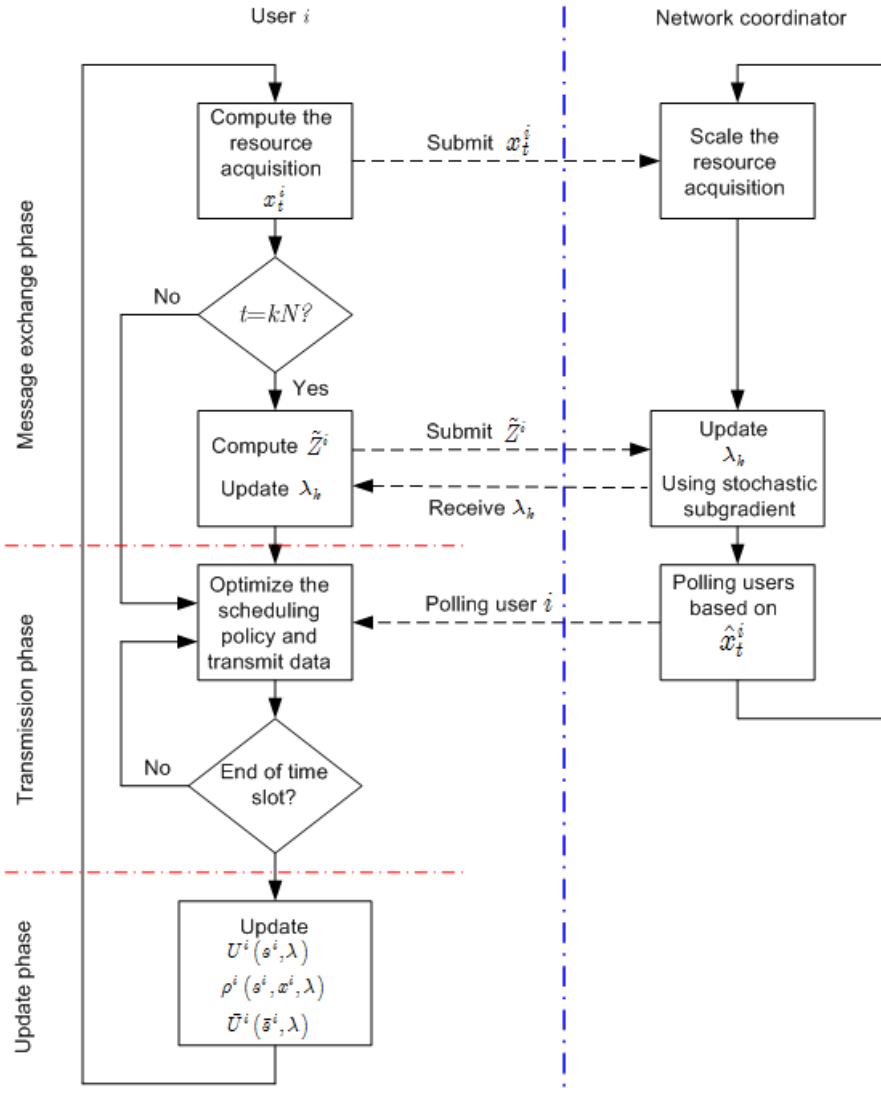 User i
Network coordinator
Message exchange phase
Compute the
resource
acquisition
x_t^i
Submit x_t^i
Scale the
resource
acquisition
No
t=kN?
Yes
Compute Z̃^i
Update λ_k
Submit Z̃^i
Receive λ_k
Update
λ_k
Using stochastic
subgradient
Transmission phase
Optimize the
scheduling
policy and
transmit data
Polling user i
Polling users
based on
x̂_t^i
No
End of time
slot?
Update phase
Update
U^i (s^i,λ)
ρ^i (s^i,x^i,λ)
Ū^i (s̄^i,λ)